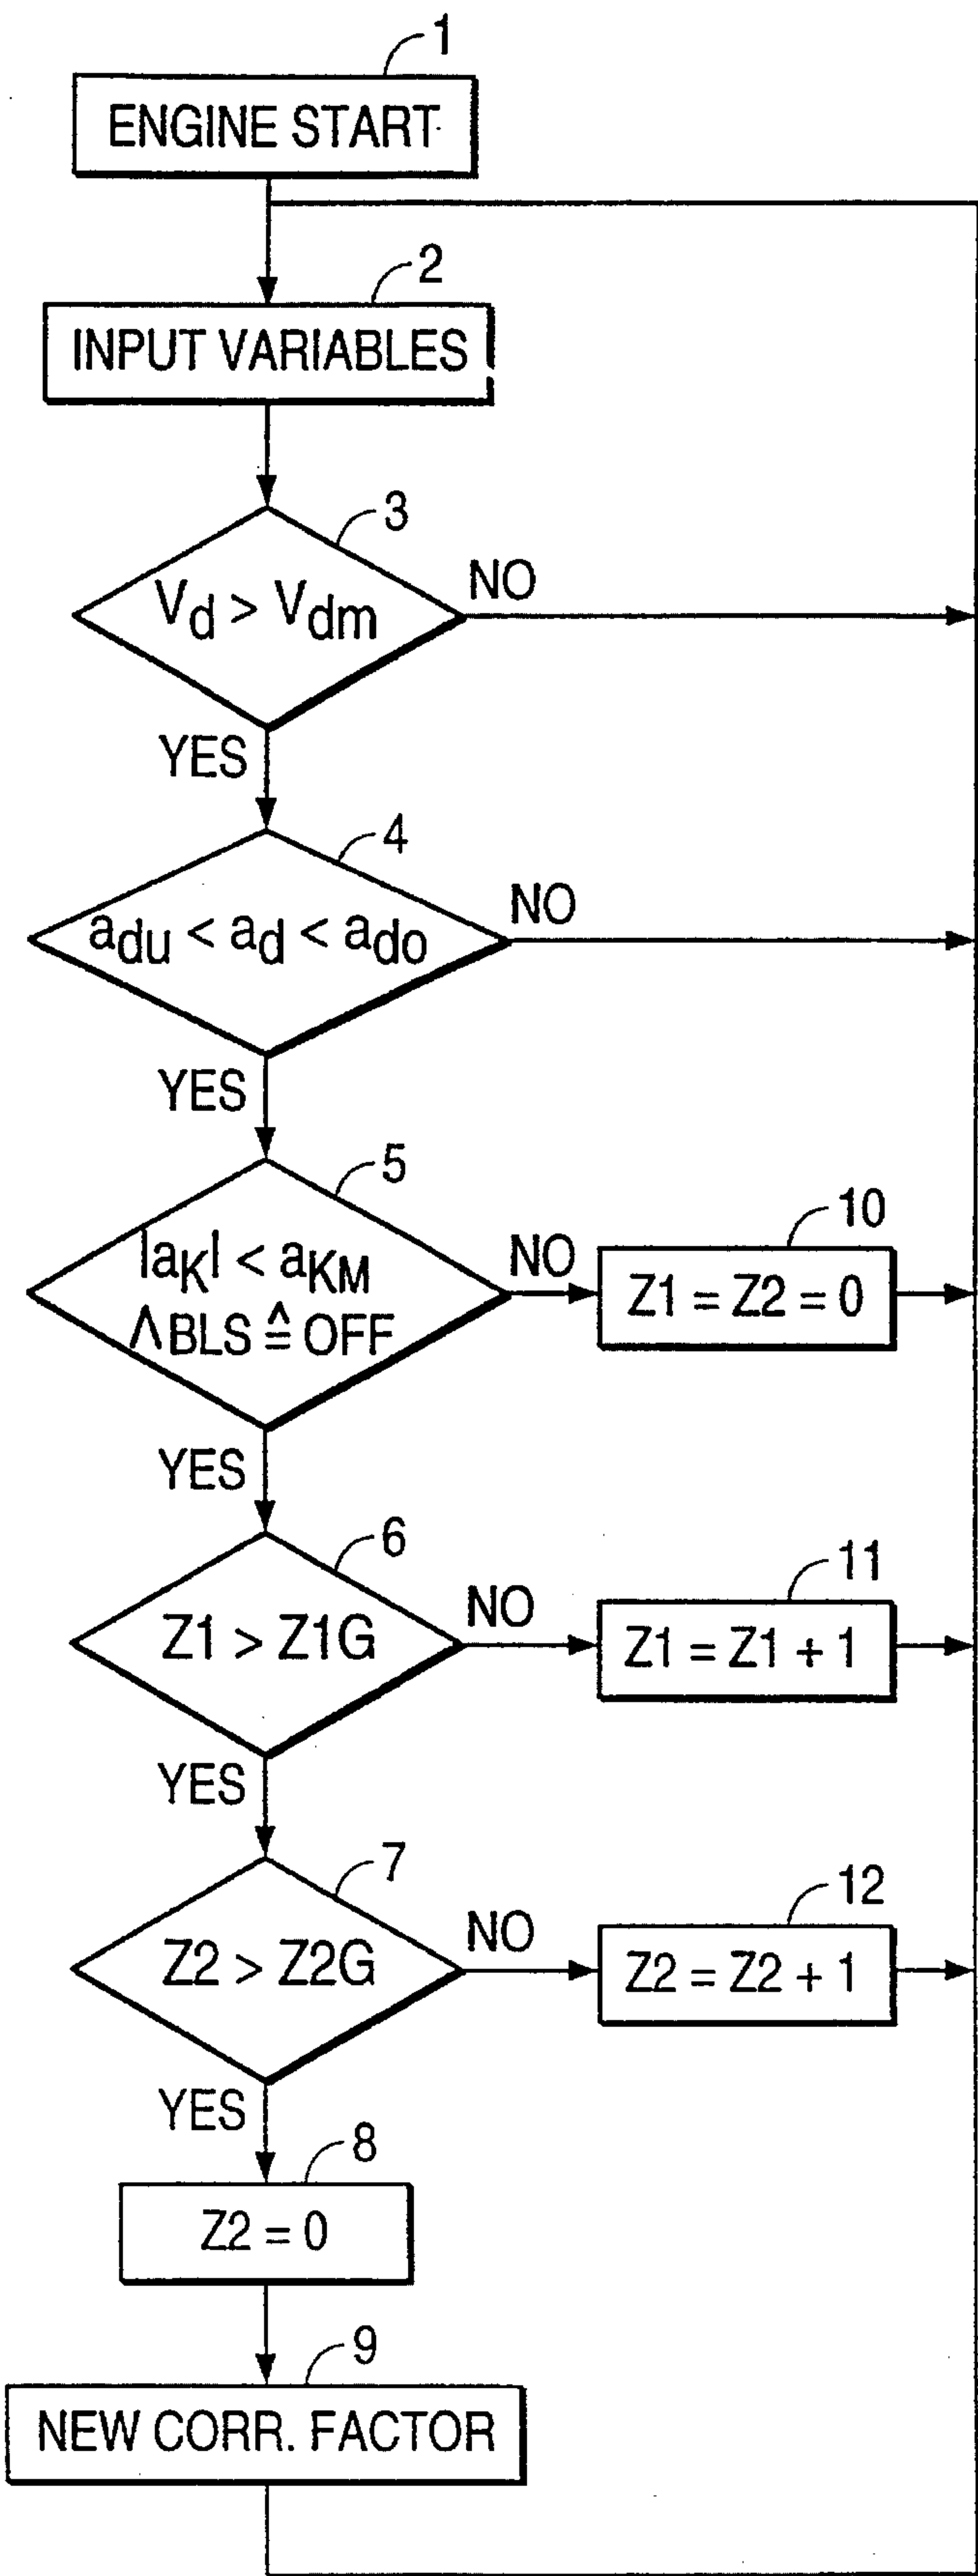 1
ENGINE START
2
INPUT VARIABLES
3
Vd > Vdm
NO
YES
4
adu < ad < ado
NO
YES
5
|aK| < aKM
∧BLS ≙ OFF
NO
10
Z1 = Z2 = 0
YES
6
Z1 > Z1G
NO
11
Z1 = Z1 + 1
YES
7
Z2 > Z2G
NO
12
Z2 = Z2 + 1
YES
8
Z2 = 0
9
NEW CORR. FACTOR